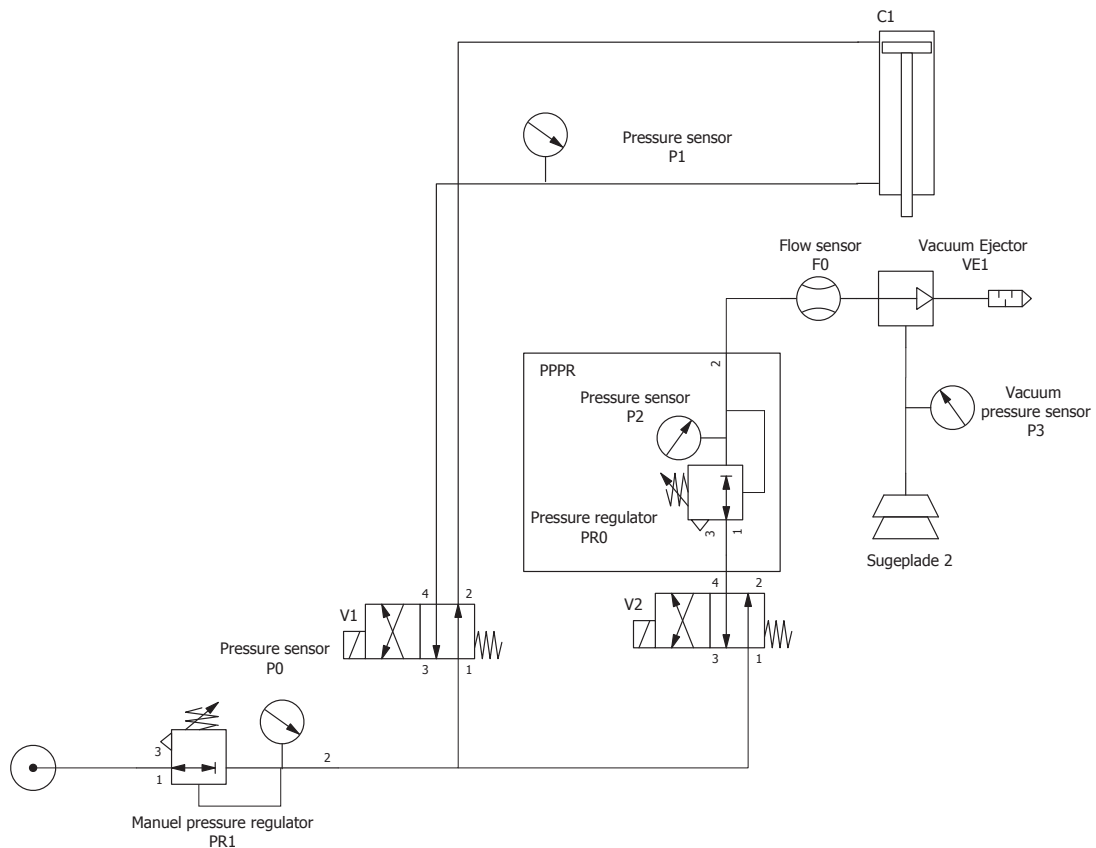 C1
Pressure sensor
P1
Flow sensor
F0
Vacuum Ejector
VE1
2
PPPR
Pressure sensor
P2
Vacuum
pressure sensor
P3
Pressure regulator
PR0
3
1
Sugeplade 2
4
2
V1
3
1
4
2
V2
3
1
Pressure sensor
P0
3
1
2
Manuel pressure regulator
PR1